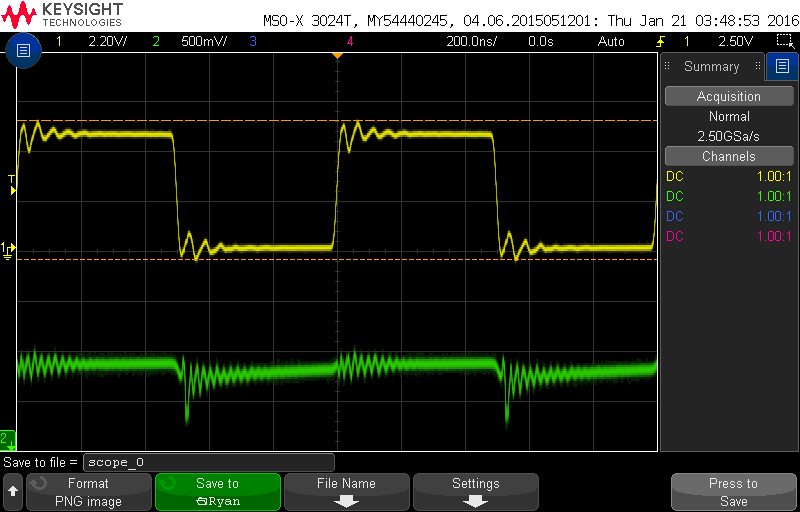 KEYSIGHT
TECHNOLOGIES
MSO-X 3024T, MY54440245, 04.06.2015051201: Thu Jan 21 03:48:53 2016
1 2.20V/ 2 500mV/ 3 4 200.0ns/ 0.0s Auto 1 2.50V
Summary
Acquisition
Normal
2.50GSa/s
Channels
DC 1.00:1
DC 1.00:1
DC 1.00:1
DC 1.00:1
T
1
2
Save to file = scope_0
Format
PNG image
Save to
Ryan
File Name
Settings
Press to
Save